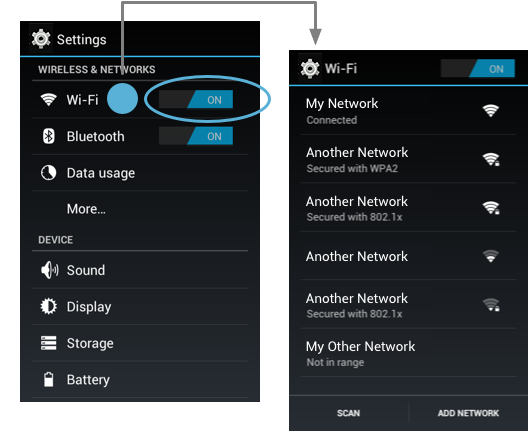 Settings
WIRELESS & NETWORKS
Wi-Fi
ON
Bluetooth
ON
Data usage
More...
DEVICE
Sound
Display
Storage
Battery
Wi-Fi
ON
My Network
Connected
Another Network
Secured with WPA2
Another Network
Secured with 802.1x
Another Network
Another Network
Secured with 802.1x
My Other Network
Not in range
SCAN
ADD NETWORK